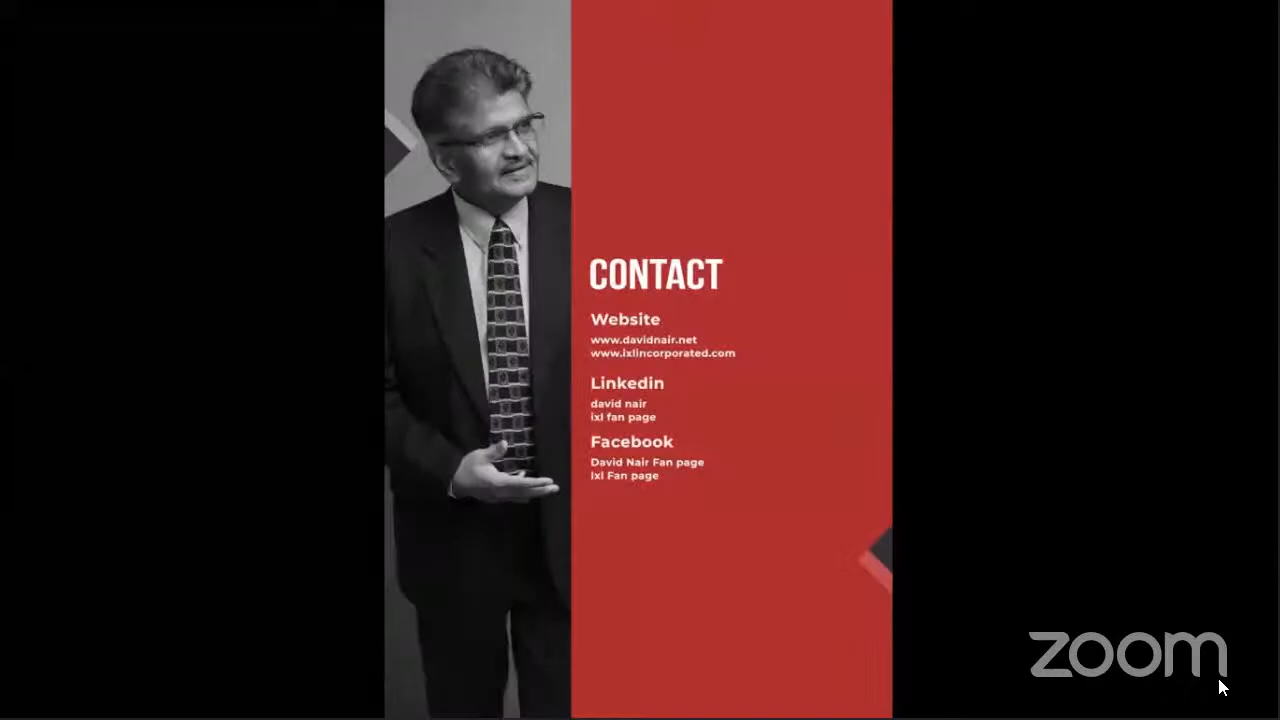 CONTACT
Website
www.davidnair.net
www.ixlincorporated.com
Linkedin
david nair
ixl fan page
Facebook
David Nair Fan page
Ixl Fan page
zoom